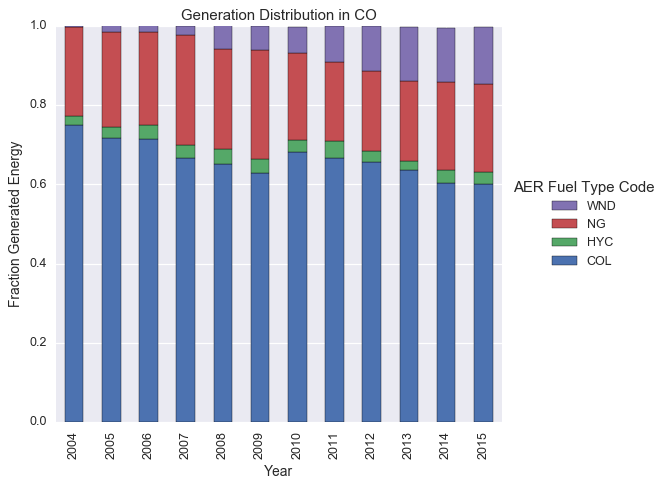 Generation Distribution in CO
Fraction Generated Energy
1.0
0.8
0.6
0.4
0.2
0.0
2004
2005
2006
2007
2008
2009
2010
2011
2012
2013
2014
2015
Year
AER Fuel Type Code
WND
NG
HYC
COL